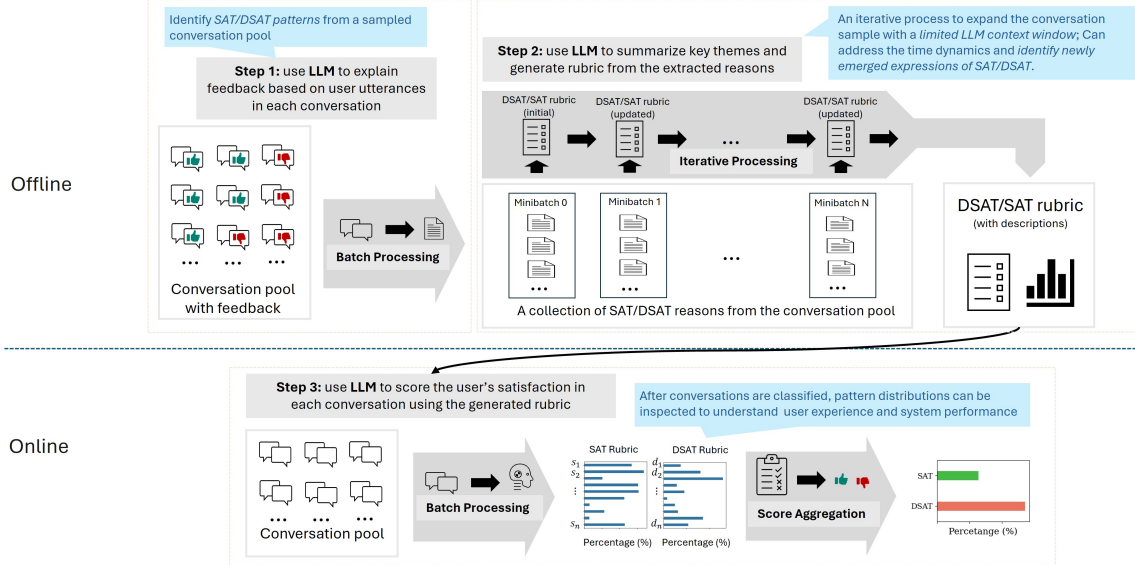 Identify SAT/DSAT patterns from a sampled
conversation pool
Step 1: use LLM to explain
feedback based on user utterances
in each conversation
Offline
...
...
...
Conversation pool
with feedback
Batch Processing
Step 2: use LLM to summarize key themes and
generate rubric from the extracted reasons
An iterative process to expand the conversation
sample with a limited LLM context window; Can
address the time dynamics and identify newly
emerged expressions of SAT/DSAT.
DSAT/SAT rubric
(initial)
DSAT/SAT rubric
(updated)
...
DSAT/SAT rubric
(updated)
Iterative Processing
Minibatch 0
...
Minibatch 1
...
...
Minibatch N
...
A collection of SAT/DSAT reasons from the conversation pool
DSAT/SAT rubric
(with descriptions)
Online
Step 3: use LLM to score the user's satisfaction in
each conversation using the generated rubric
After conversations are classified, pattern distributions can be
inspected to understand user experience and system performance
...
...
...
Conversation pool
Batch Processing
SAT Rubric
s1
s2
⋮
sn
Percentage (%)
DSAT Rubric
d1
d2
⋮
dn
Percentage (%)
Score Aggregation
SAT
DSAT
Percetange (%)